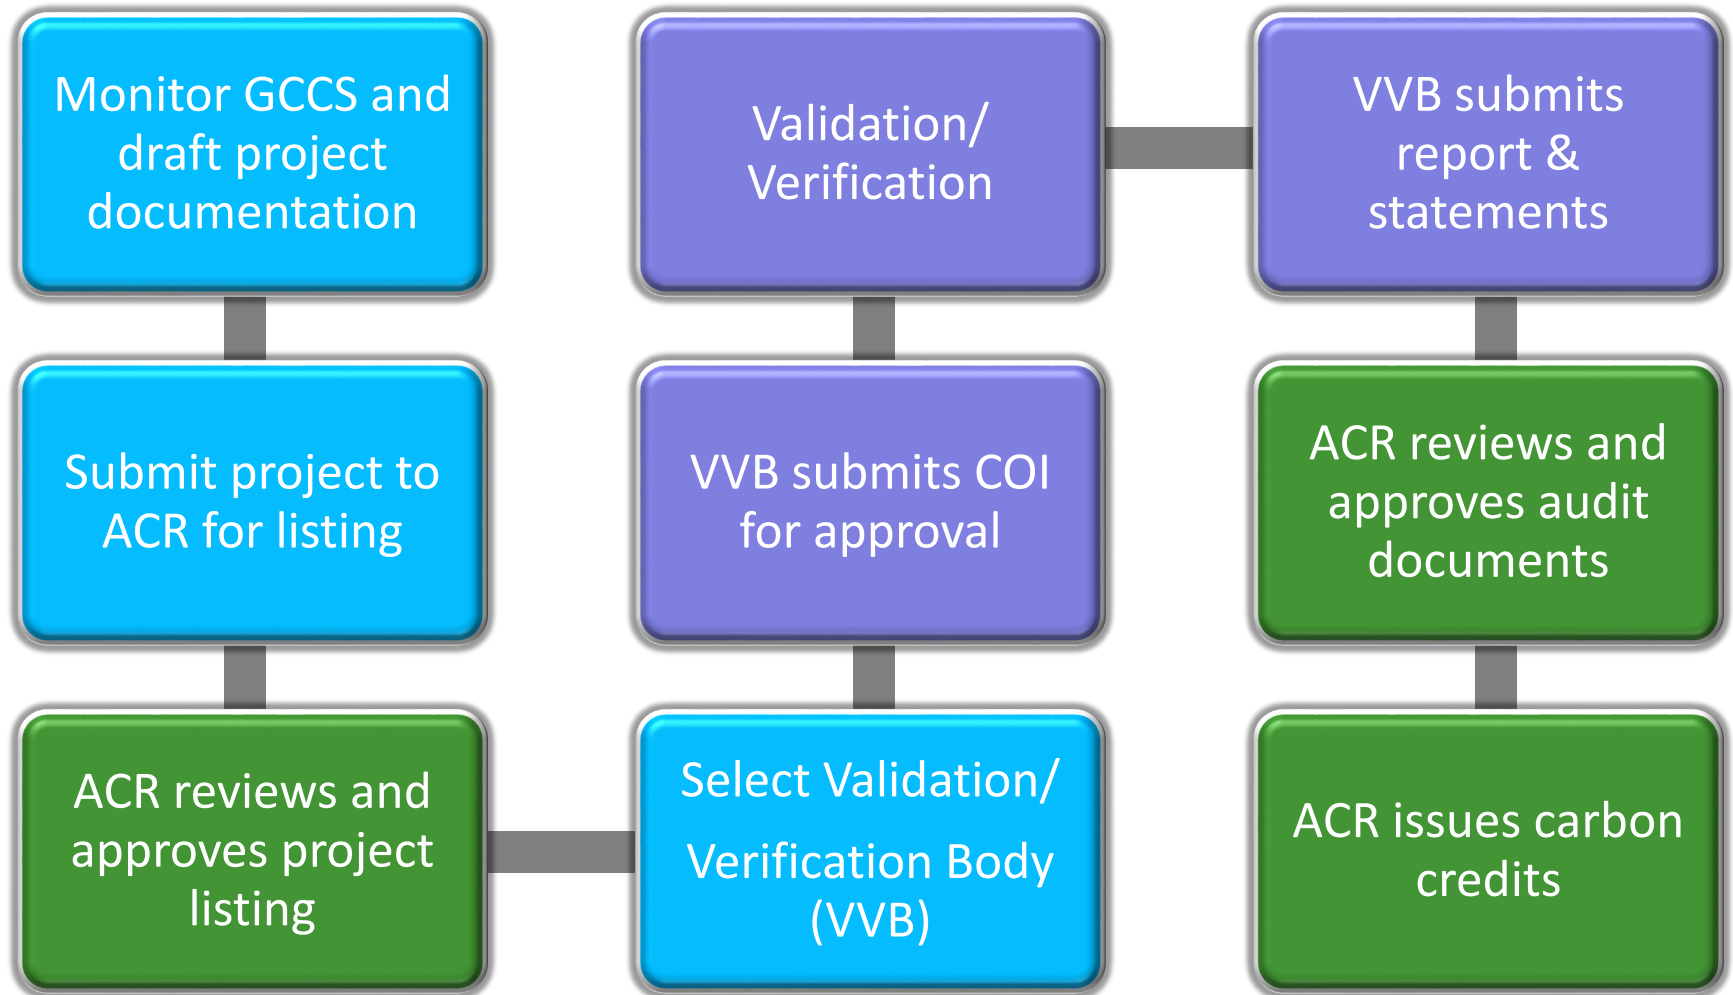 Monitor GCCS and
draft project
documentation
Submit project to
ACR for listing
ACR reviews and
approves project
listing
Select Validation/
Verification Body
(VVB)
VVB submits COI
for approval
Validation/
Verification
VVB submits
report &
statements
ACR reviews and
approves audit
documents
ACR issues carbon
credits